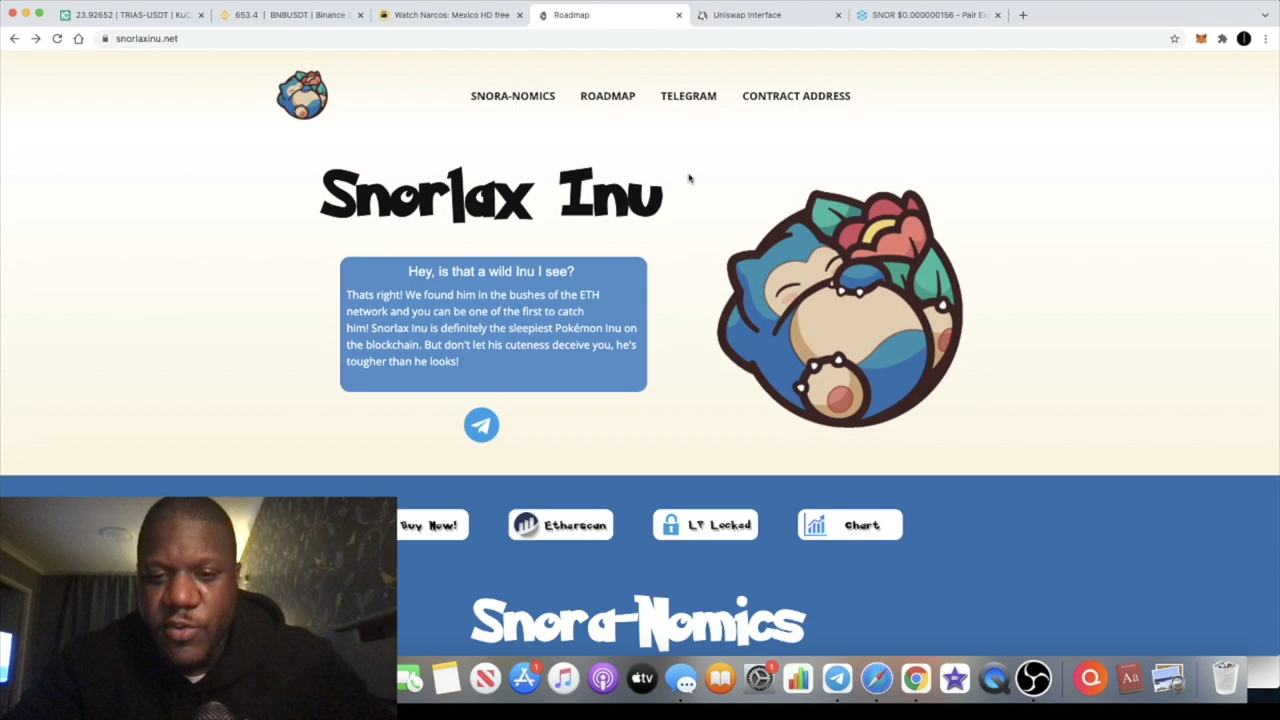 23.92652 | TRIAS-USDT | KuC
653.4 | BNBUSDT | Binance
Watch Narcos: Mexico HD free
Roadmap
Uniswap Interface
SNOR $0.000000156 - Pair Ex
snorlaxinu.net
SNORA-NOMICS
ROADMAP
TELEGRAM
CONTRACT ADDRESS
Snorlax Inu
Hey, is that a wild Inu I see?
Thats right! We found him in the bushes of the ETH
network and you can be one of the first to catch
him! Snorlax Inu is definitely the sleepiest Pokémon Inu on
the blockchain. But don't let his cuteness deceive you, he's
tougher than he looks!
Buy Now!
Etherscan
LP Locked
Chart
Snora-Nomics
tv
Aa